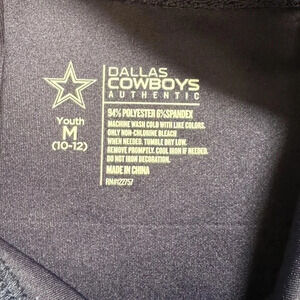 DALLAS
COWBOYS
AUTHENTIC
Youth
M
(10-12)
94% POLYESTER 6% SPANDEX
MACHINE WASH COLD WITH LIKE COLORS.
ONLY NON-CHLORINE BLEACH
WHEN NEEDED. TUMBLE DRY LOW.
REMOVE PROMPTLY. COOL IRON IF NEEDED.
DO NOT IRON DECORATION.
MADE IN CHINA
RN#122757